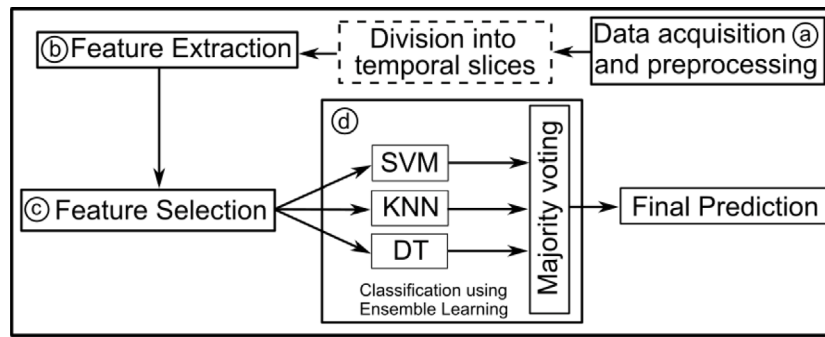 Data acquisition ⓐ
and preprocessing
Division into
temporal slices
ⓑ Feature Extraction
ⓒ Feature Selection
ⓓ
SVM
KNN
DT
Classification using
Ensemble Learning
Majority voting
Final Prediction